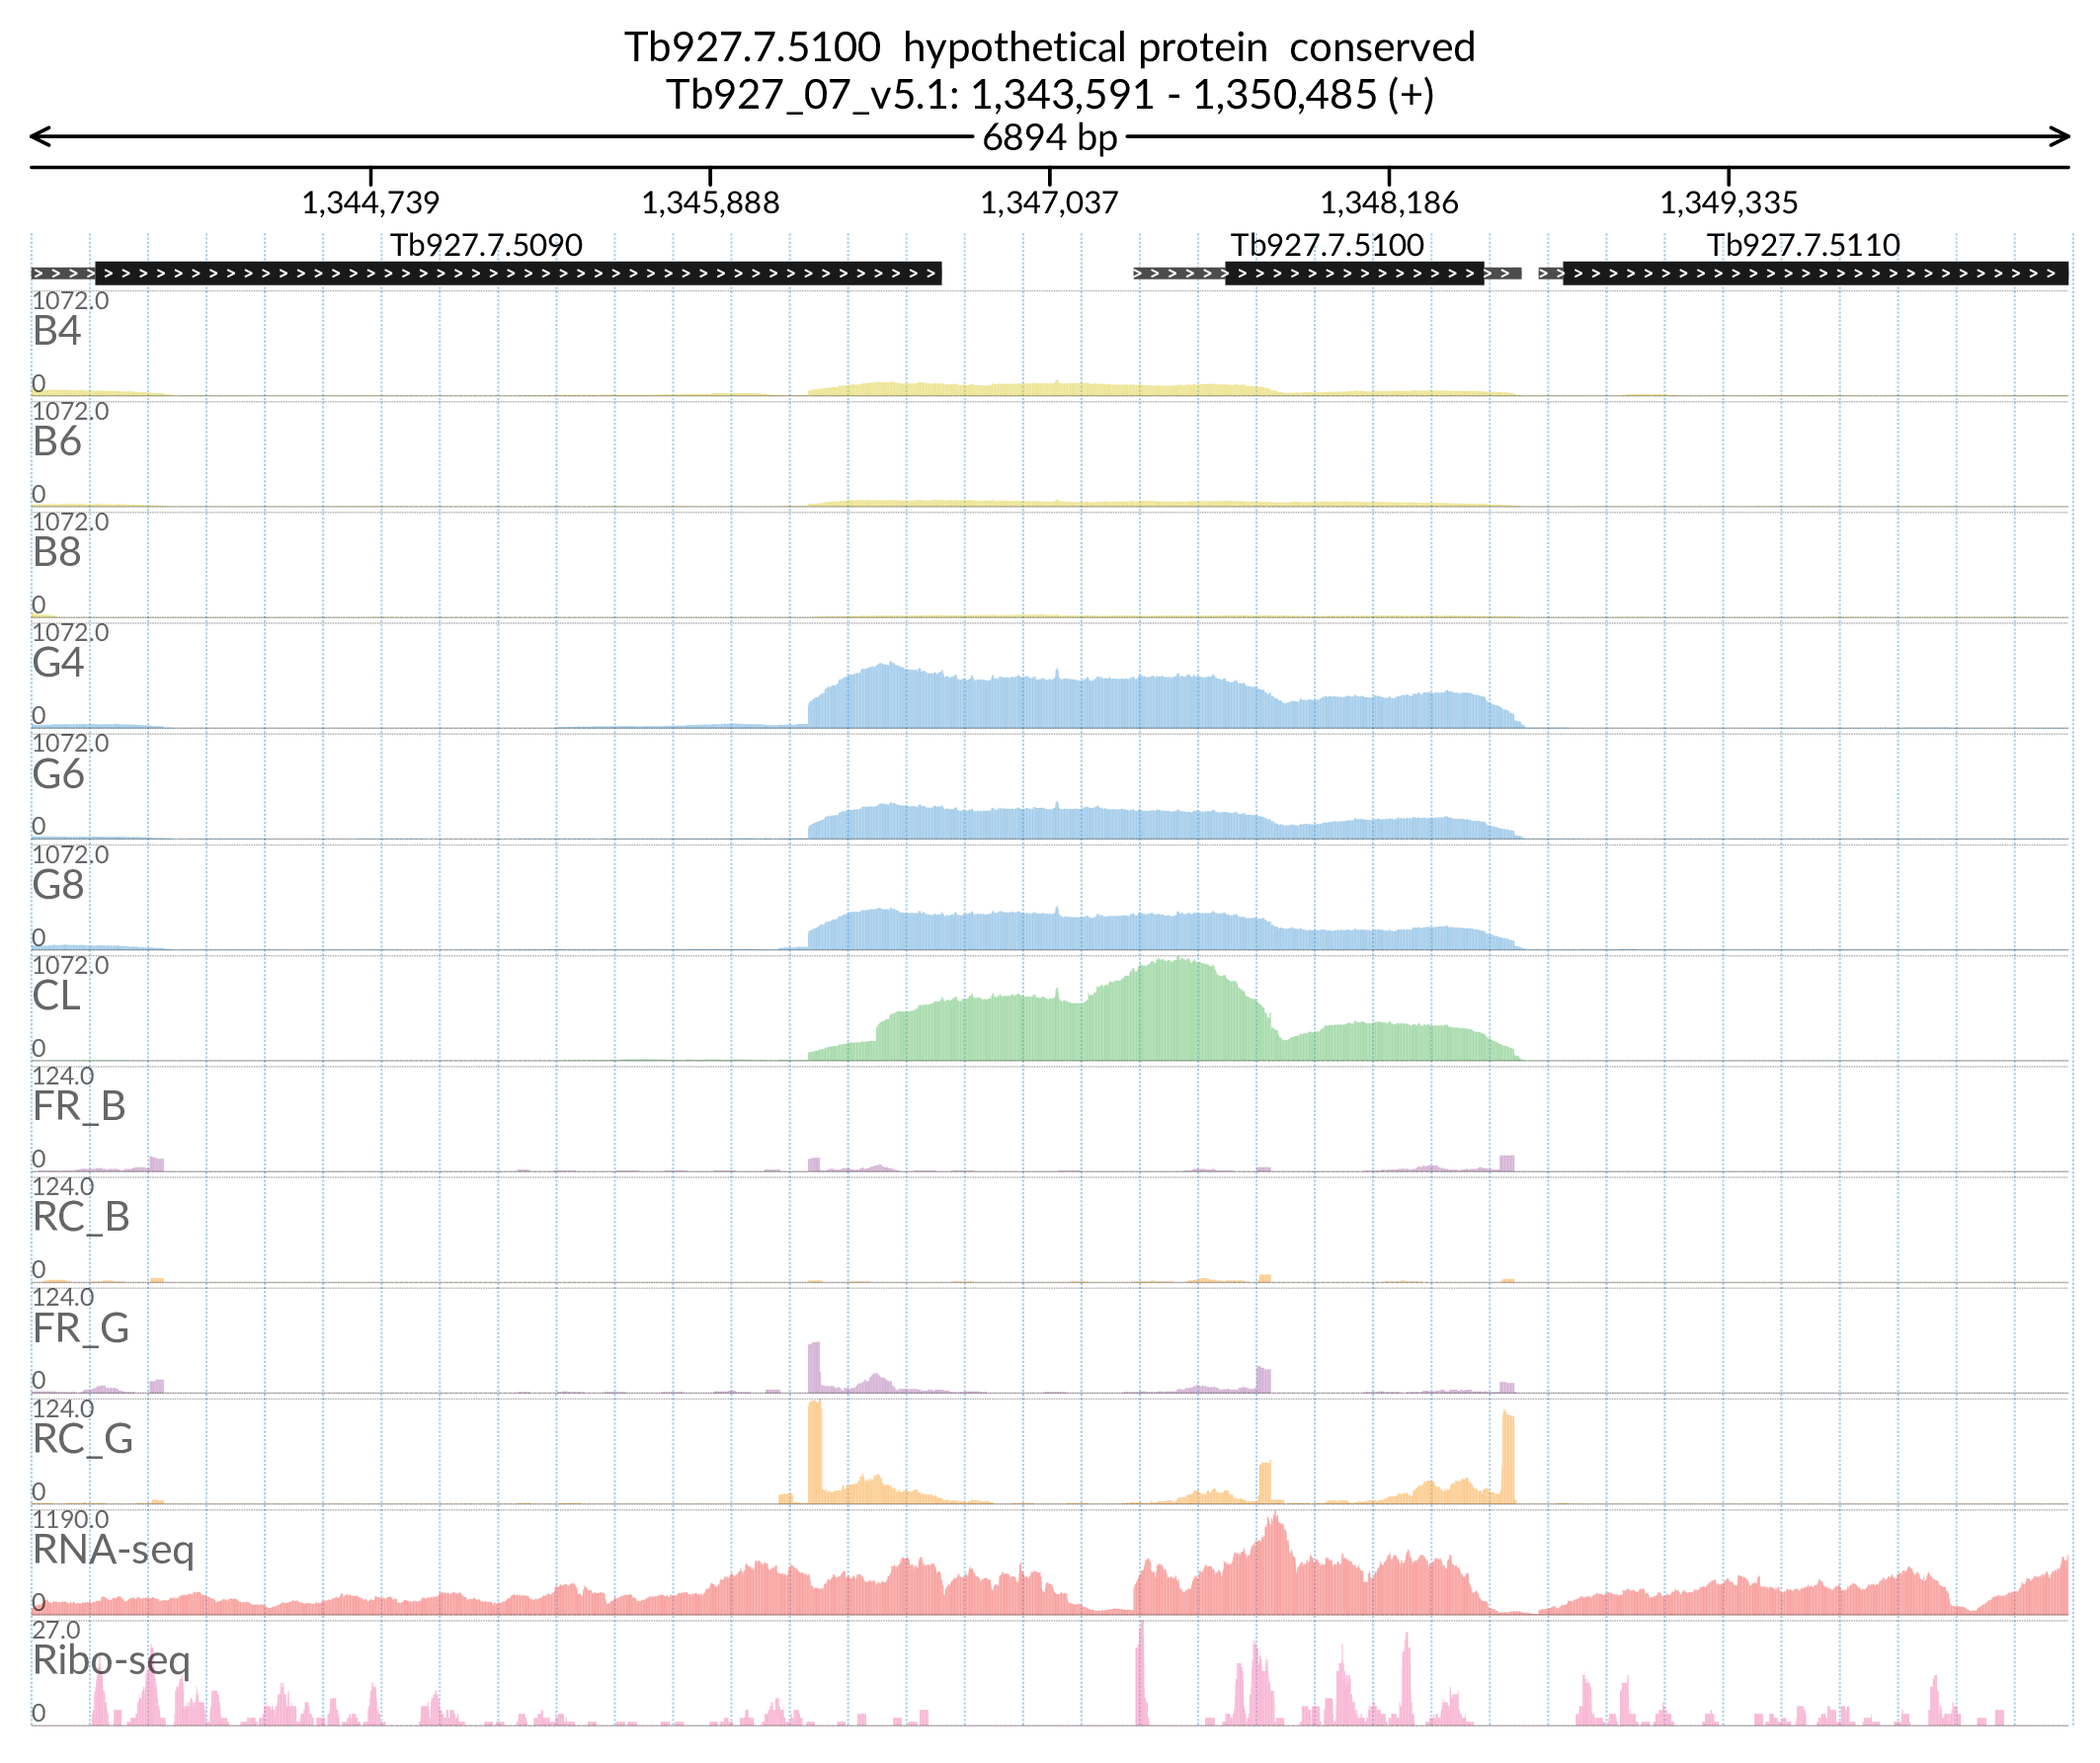 Tb927.7.5100  hypothetical protein  conserved
Tb927_07_v5.1: 1,343,591 - 1,350,485 (+)
6894 bp
1,344,739 1,345,888 1,347,037 1,348,186 1,349,335
Tb927.7.5090 Tb927.7.5100 Tb927.7.5110
1072.0
B4
0
1072.0
B6
0
1072.0
B8
0
1072.0
G4
0
1072.0
G6
0
1072.0
G8
0
1072.0
CL
0
124.0
FR_B
0
124.0
RC_B
0
124.0
FR_G
0
124.0
RC_G
0
1190.0
RNA-seq
0
27.0
Ribo-seq
0